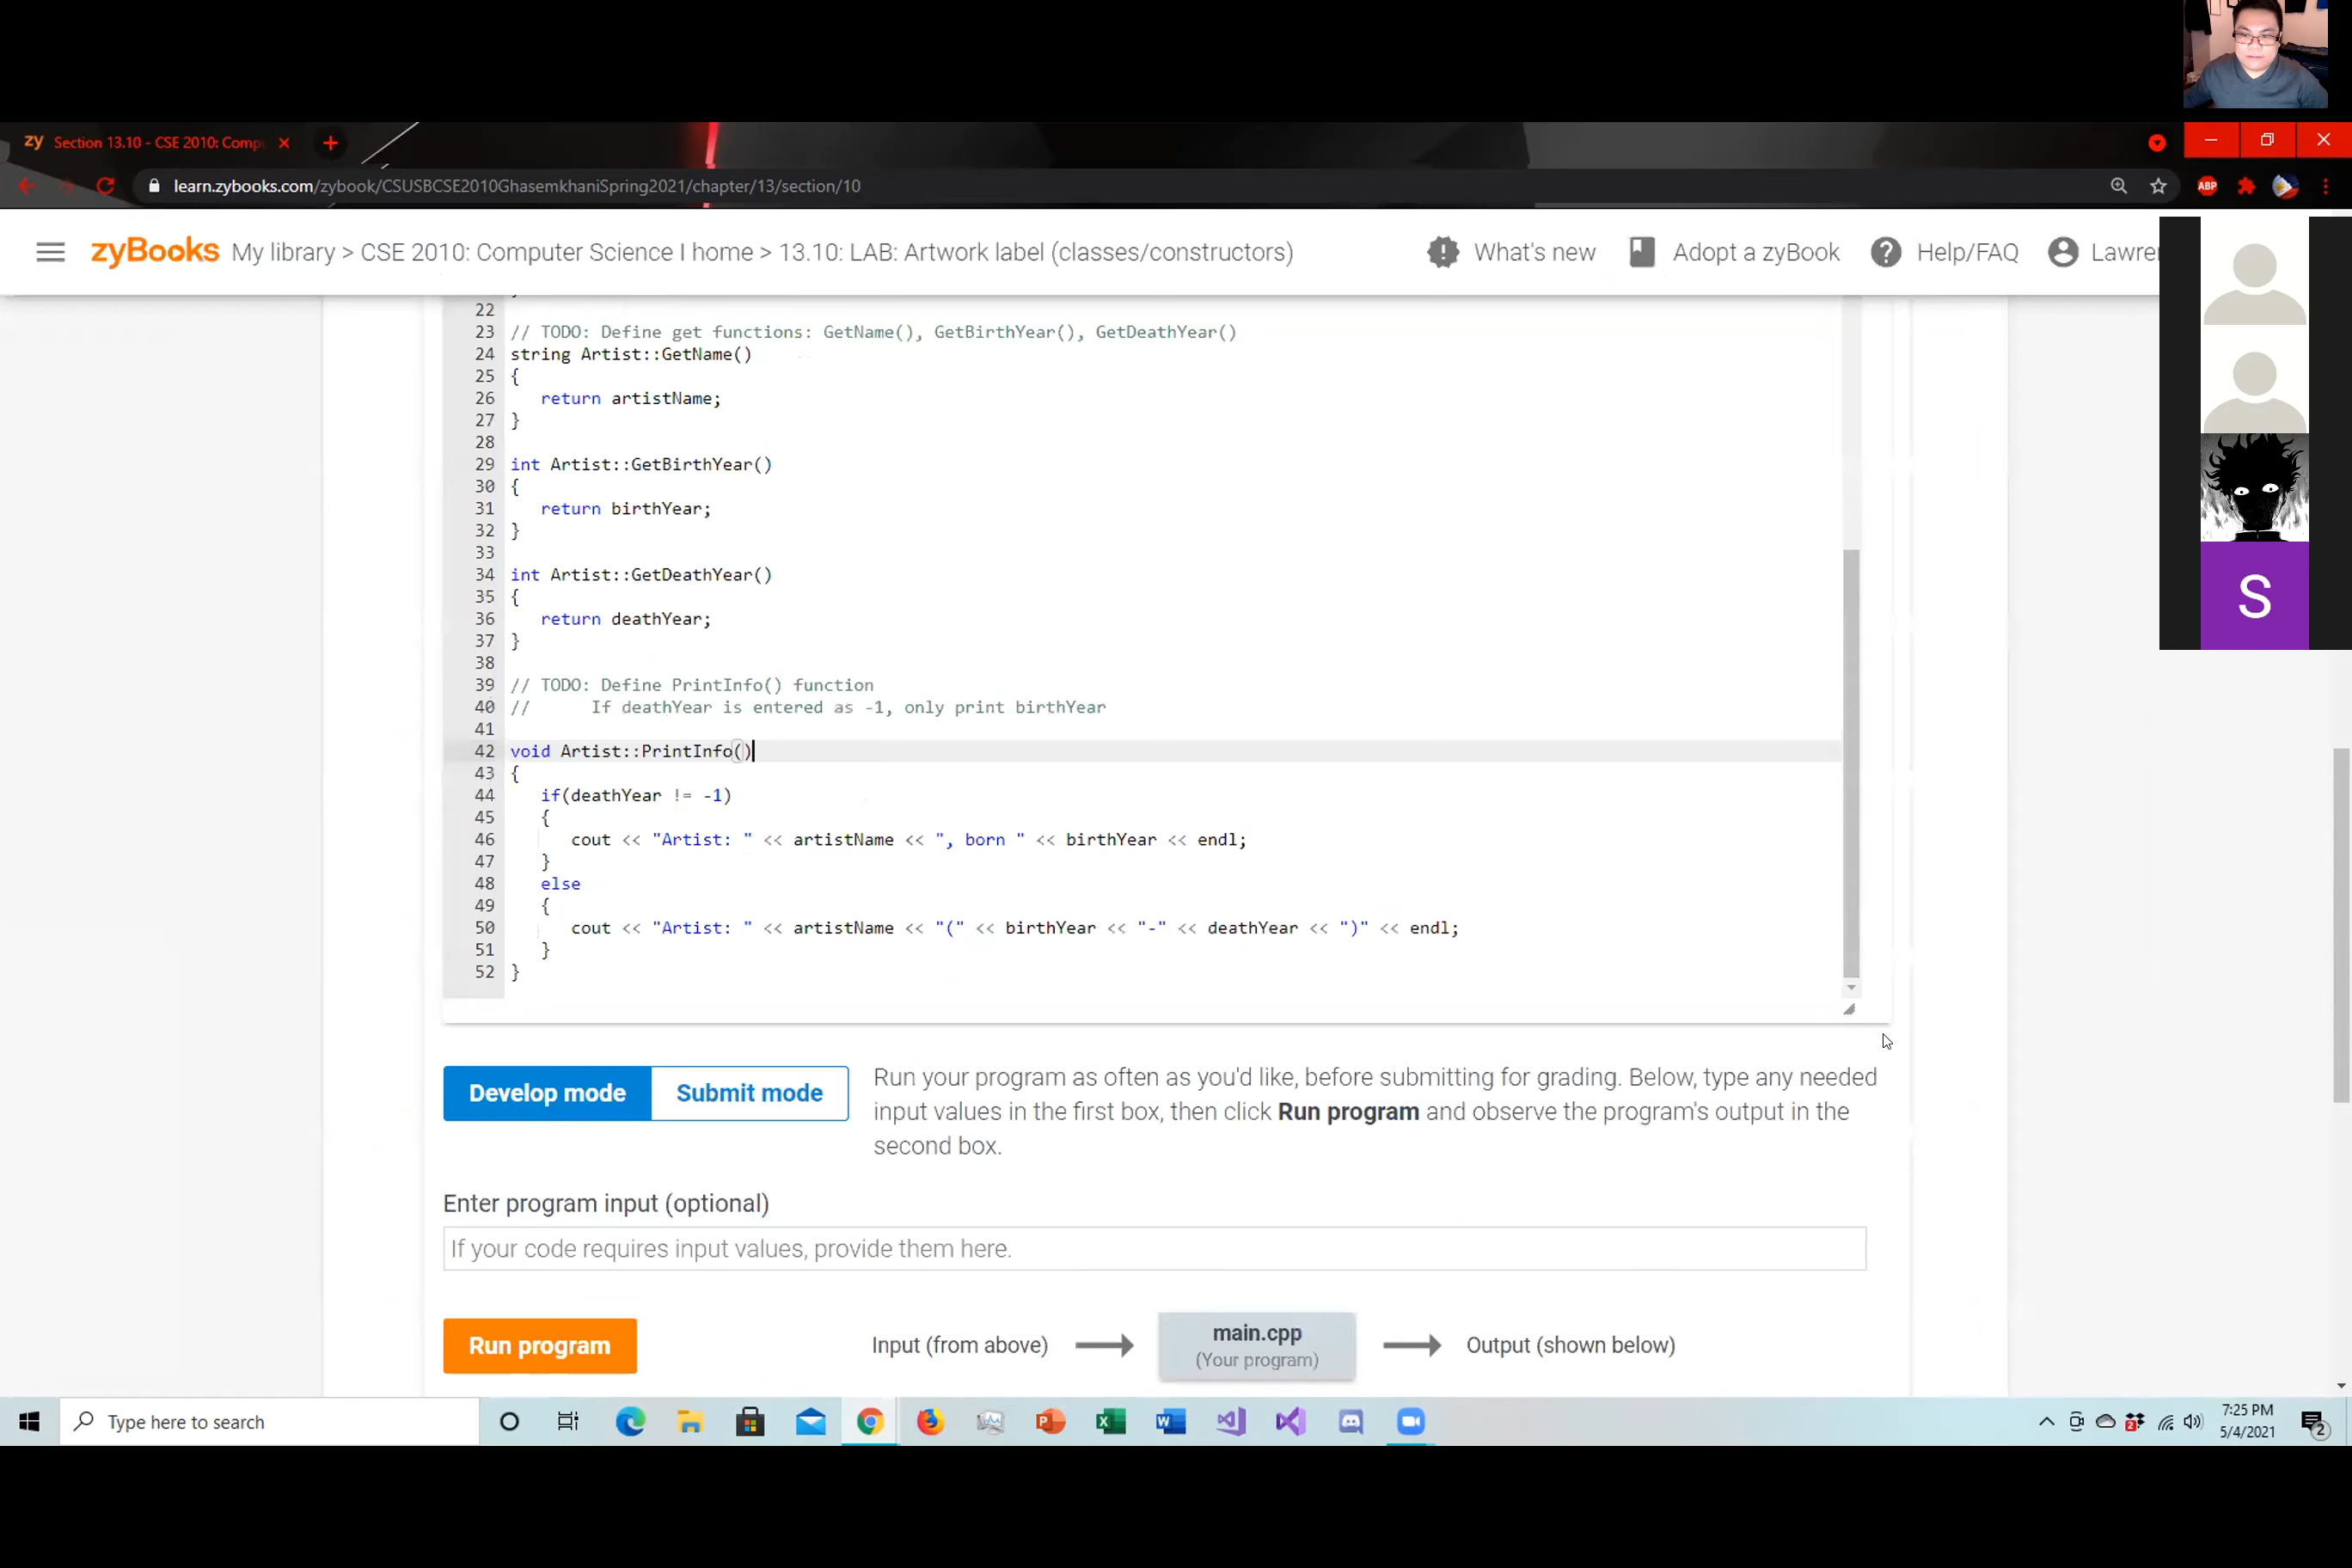 zy Section 13.10 - CSE 2010: Comp
learn.zybooks.com/zybook/CSUSBCSE2010GhasemkhaniSpring2021/chapter/13/section/10
ABP
zyBooks My library > CSE 2010: Computer Science I home > 13.10: LAB: Artwork label (classes/constructors)
What's new
Adopt a zyBook
Help/FAQ
22
23 // TODO: Define get functions: GetName(), GetBirthYear(), GetDeathYear()
24 string Artist::GetName()
25 {
26 return artistName;
27 }
28
29 int Artist::GetBirthYear()
30 {
31 return birthYear;
32 }
33
34 int Artist::GetDeathYear()
35 {
36 return deathYear;
37 }
38
39 // TODO: Define PrintInfo() function
40 // If deathYear is entered as -1, only print birthYear
41
42 void Artist::PrintInfo()
43 {
44 if(deathYear != -1)
45 {
46 cout << "Artist: " << artistName << ", born " << birthYear << endl;
47 }
48 else
49 {
50 cout << "Artist: " << artistName << "(" << birthYear << "-" << deathYear << ")" << endl;
51 }
52 }
S
Develop mode
Submit mode
Run your program as often as you'd like, before submitting for grading. Below, type any needed
input values in the first box, then click Run program and observe the program's output in the
second box.
Enter program input (optional)
If your code requires input values, provide them here.
Run program
Input (from above)
main.cpp
(Your program)
Output (shown below)
Type here to search
7:25 PM
5/4/2021
2